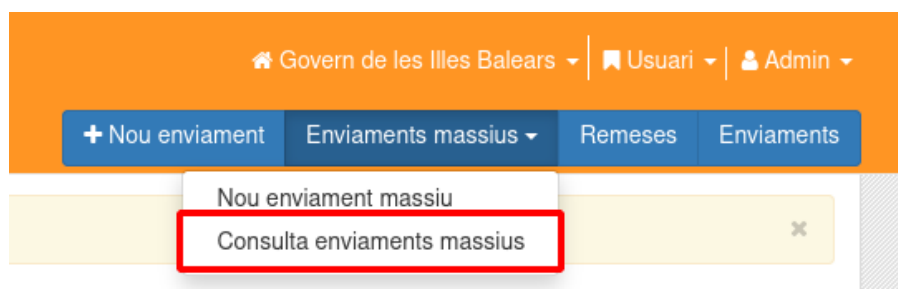 Govern de les Illes Balears Usuari Admin
Nou enviament Enviaments massius Remeses Enviaments
Nou enviament massiu
Consulta enviaments massius